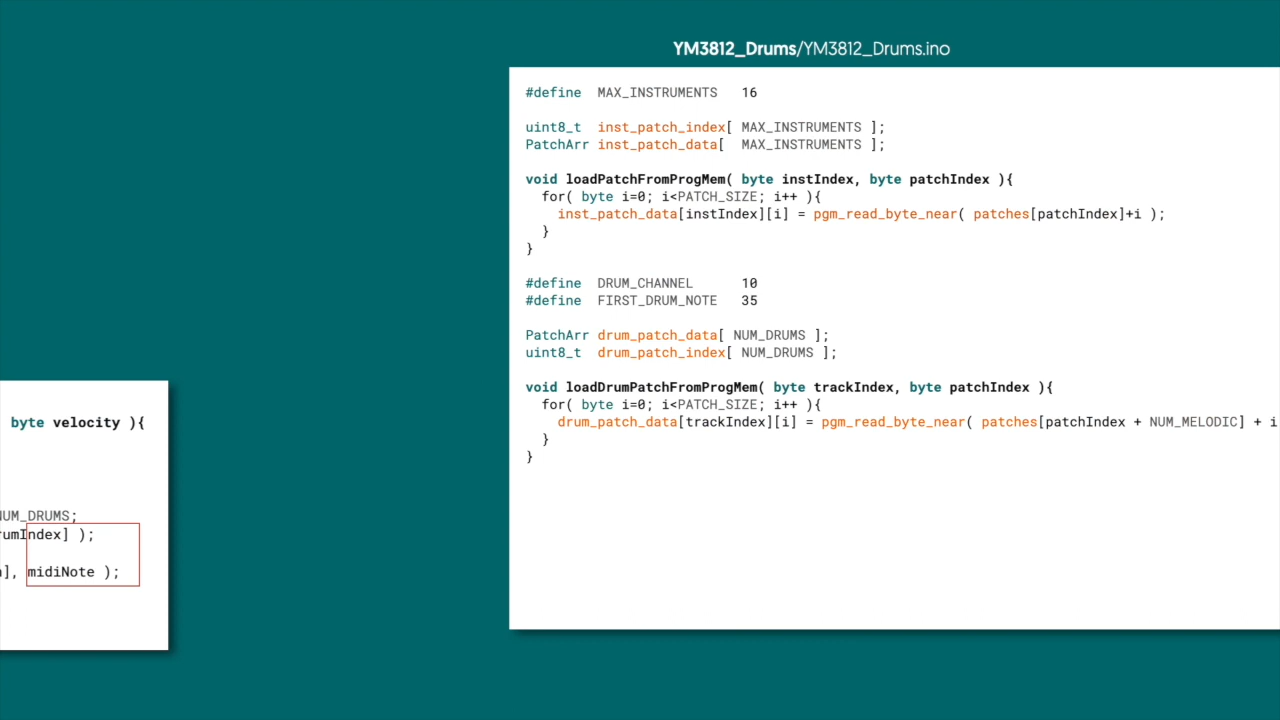 YM3812_Drums/YM3812_Drums.ino
#define MAX_INSTRUMENTS 16
uint8_t inst_patch_index[ MAX_INSTRUMENTS ];
PatchArr inst_patch_data[ MAX_INSTRUMENTS ];
void loadPatchFromProgMem( byte instIndex, byte patchIndex ){
for( byte i=0; i<PATCH_SIZE; i++ ){
inst_patch_data[instIndex][i] = pgm_read_byte_near( patches[patchIndex]+i );
}
}
#define DRUM_CHANNEL 10
#define FIRST_DRUM_NOTE 35
PatchArr drum_patch_data[ NUM_DRUMS ];
uint8_t drum_patch_index[ NUM_DRUMS ];
void loadDrumPatchFromProgMem( byte trackIndex, byte patchIndex ){
for( byte i=0; i<PATCH_SIZE; i++ ){
drum_patch_data[trackIndex][i] = pgm_read_byte_near( patches[patchIndex + NUM_MELODIC] + i
}
}
byte velocity ){
NUM_DRUMS;
rumIndex] );
], midiNote );